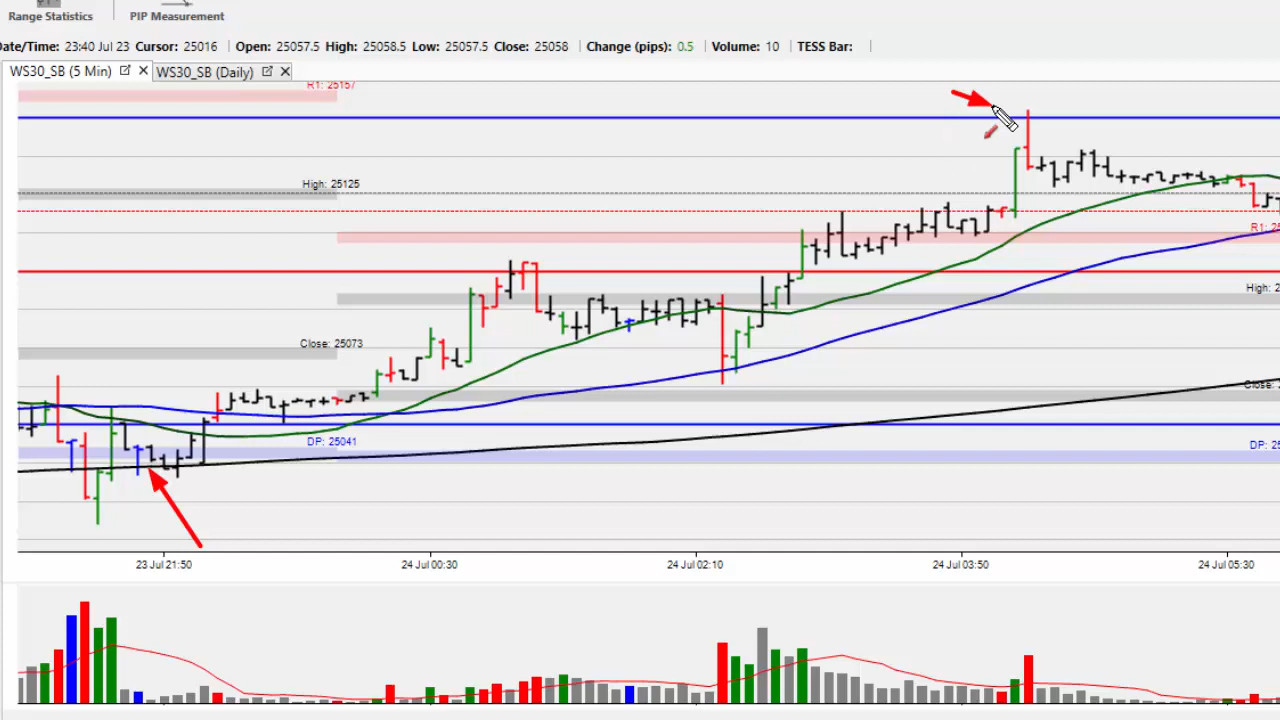 Range Statistics PIP Measurement
Date/Time: 23:40 Jul 23 Cursor: 25016 Open: 25057.5 High: 25058.5 Low: 25057.5 Close: 25058 Change (pips): 0.5 Volume: 10 TESS Bar:
WS30_SB (5 Min) WS30_SB (Daily)
R1: 25157
High: 25125
R1: 25
High: 2
Close: 25073
Close:
DP: 25041
DP: 25
23 Jul 21:50 24 Jul 00:30 24 Jul 02:10 24 Jul 03:50 24 Jul 05:30